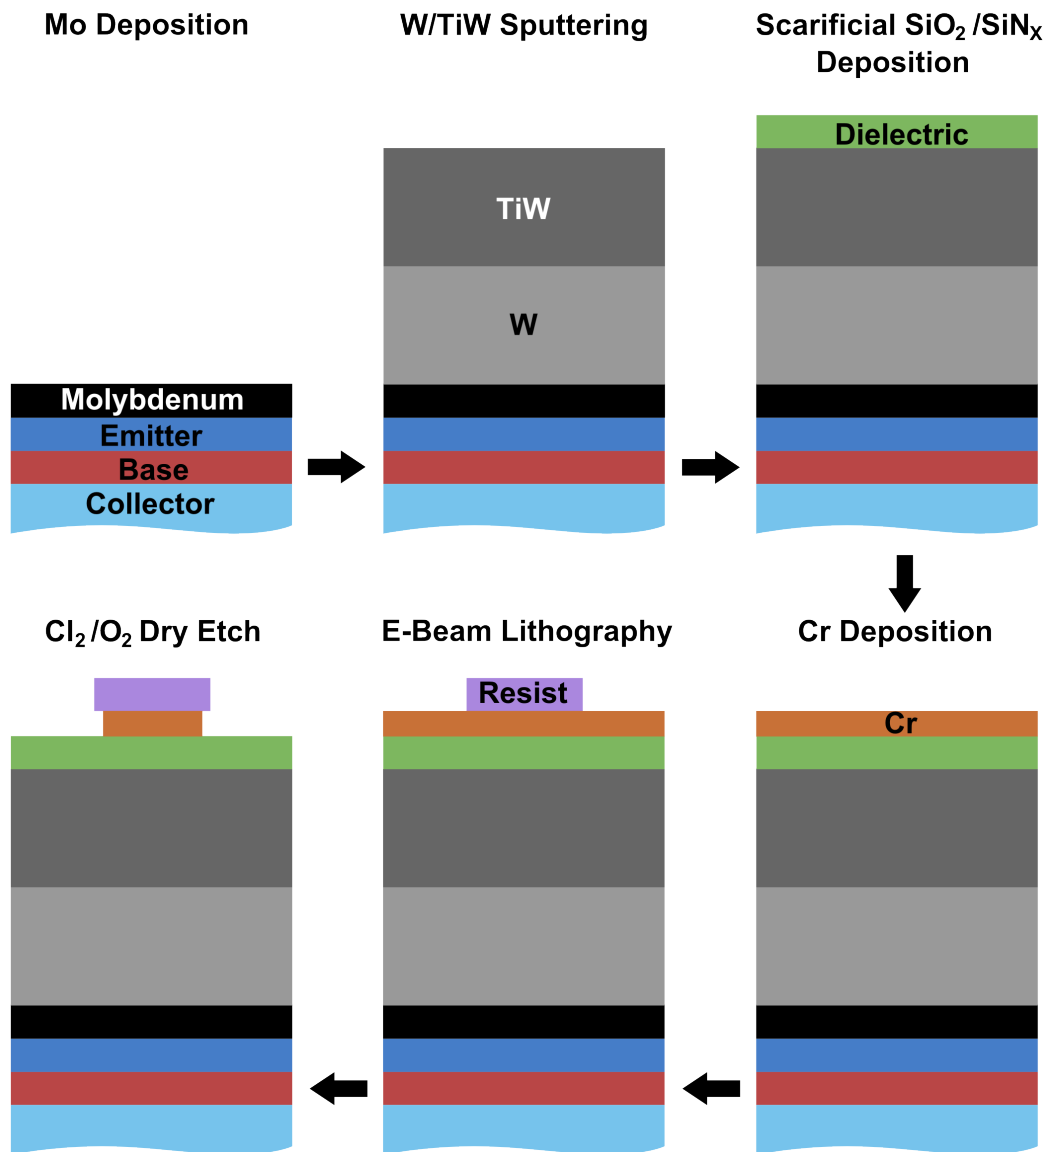 Mo Deposition
W/TiW Sputtering
Scarificial SiO₂ /SiNₓ
Deposition
Molybdenum
Emitter
Base
Collector
TiW
W
Dielectric
Cl₂ /O₂ Dry Etch
E-Beam Lithography
Cr Deposition
Resist
Cr